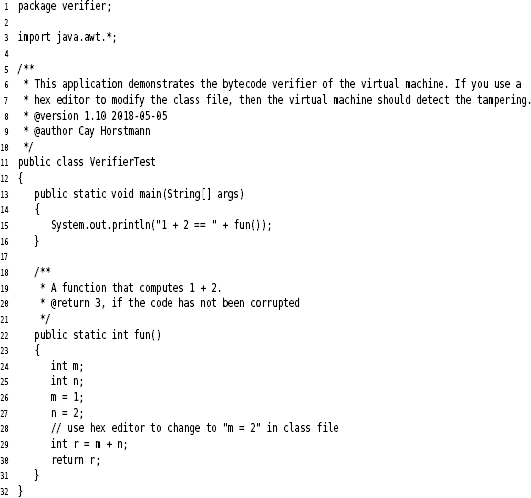 1 package verifier;
2
3 import java.awt.*;
4
5 /**
6  * This application demonstrates the bytecode verifier of the virtual machine. If you use a
7  * hex editor to modify the class file, then the virtual machine should detect the tampering.
8  * @version 1.10 2018-05-05
9  * @author Cay Horstmann
10  */
11 public class VerifierTest
12 {
13    public static void main(String[] args)
14    {
15       System.out.println("1 + 2 == " + fun());
16    }
17
18    /**
19     * A function that computes 1 + 2.
20     * @return 3, if the code has not been corrupted
21     */
22    public static int fun()
23    {
24       int m;
25       int n;
26       m = 1;
27       n = 2;
28       // use hex editor to change to "m = 2" in class file
29       int r = m + n;
30       return r;
31    }
32 }